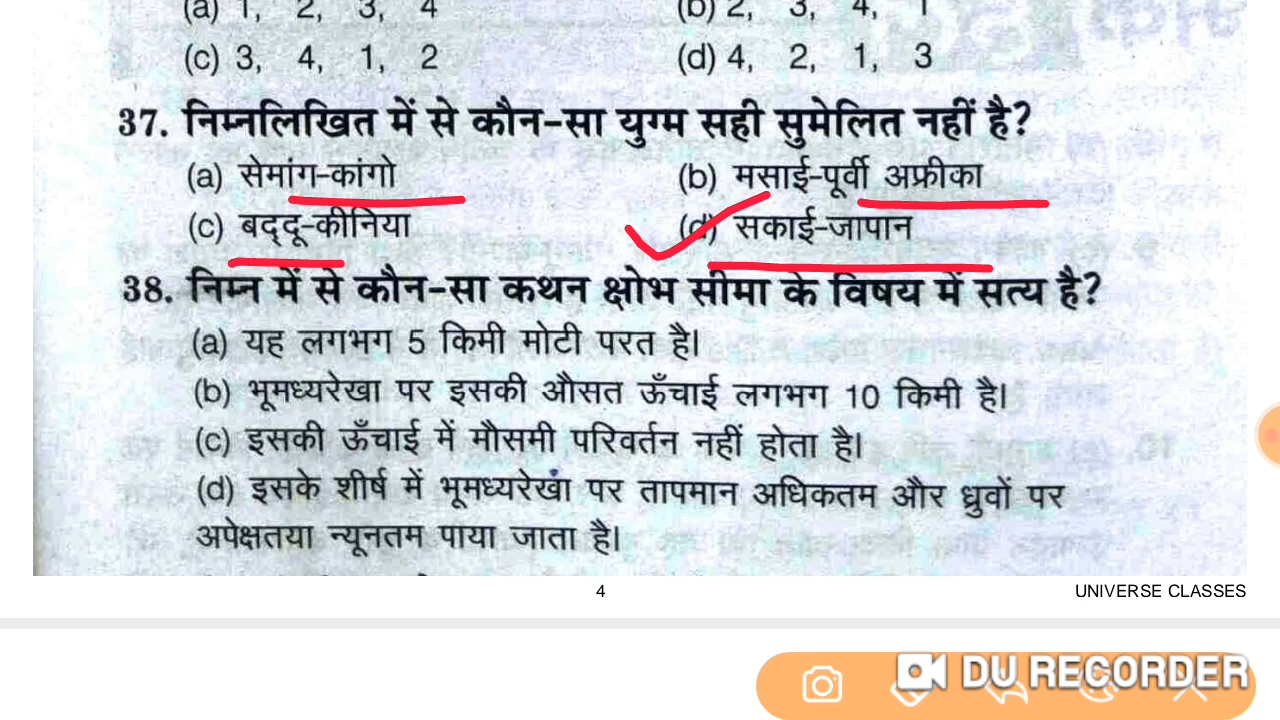 (a) 1, 2, 3, 4 (b) 2, 3, 4, 1
(c) 3, 4, 1, 2 (d) 4, 2, 1, 3
37. निम्नलिखित में से कौन-सा युग्म सही सुमेलित नहीं है?
(a) सेमांग-कांगो (b) मसाई-पूर्वी अफ्रीका
(c) बद्दू-कीनिया (d) सकाई-जापान
38. निम्न में से कौन-सा कथन क्षोभ सीमा के विषय में सत्य है?
(a) यह लगभग 5 किमी मोटी परत है।
(b) भूमध्यरेखा पर इसकी औसत ऊँचाई लगभग 10 किमी है।
(c) इसकी ऊँचाई में मौसमी परिवर्तन नहीं होता है।
(d) इसके शीर्ष में भूमध्यरेखा पर तापमान अधिकतम और ध्रुवों पर
अपेक्षतया न्यूनतम पाया जाता है।
4 UNIVERSE CLASSES
DU RECORDER